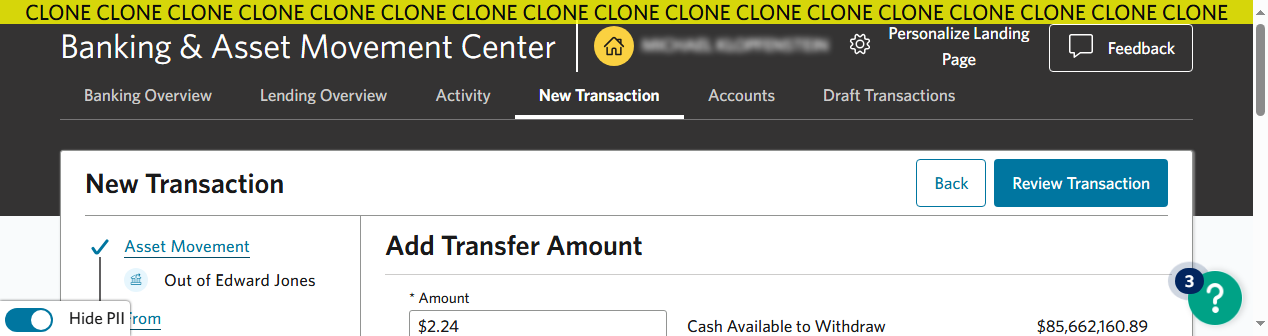 CLONE CLONE CLONE CLONE CLONE CLONE CLONE CLONE CLONE CLONE CLONE CLONE CLONE CLONE CLONE CLONE CLONE
Banking & Asset Movement Center
Personalize Landing
Page
Feedback
Banking Overview Lending Overview Activity New Transaction Accounts Draft Transactions
New Transaction
Back
Review Transaction
Asset Movement
Out of Edward Jones
From
Hide PII
Add Transfer Amount
* Amount
$2.24
Cash Available to Withdraw $85,662,160.89
3
?